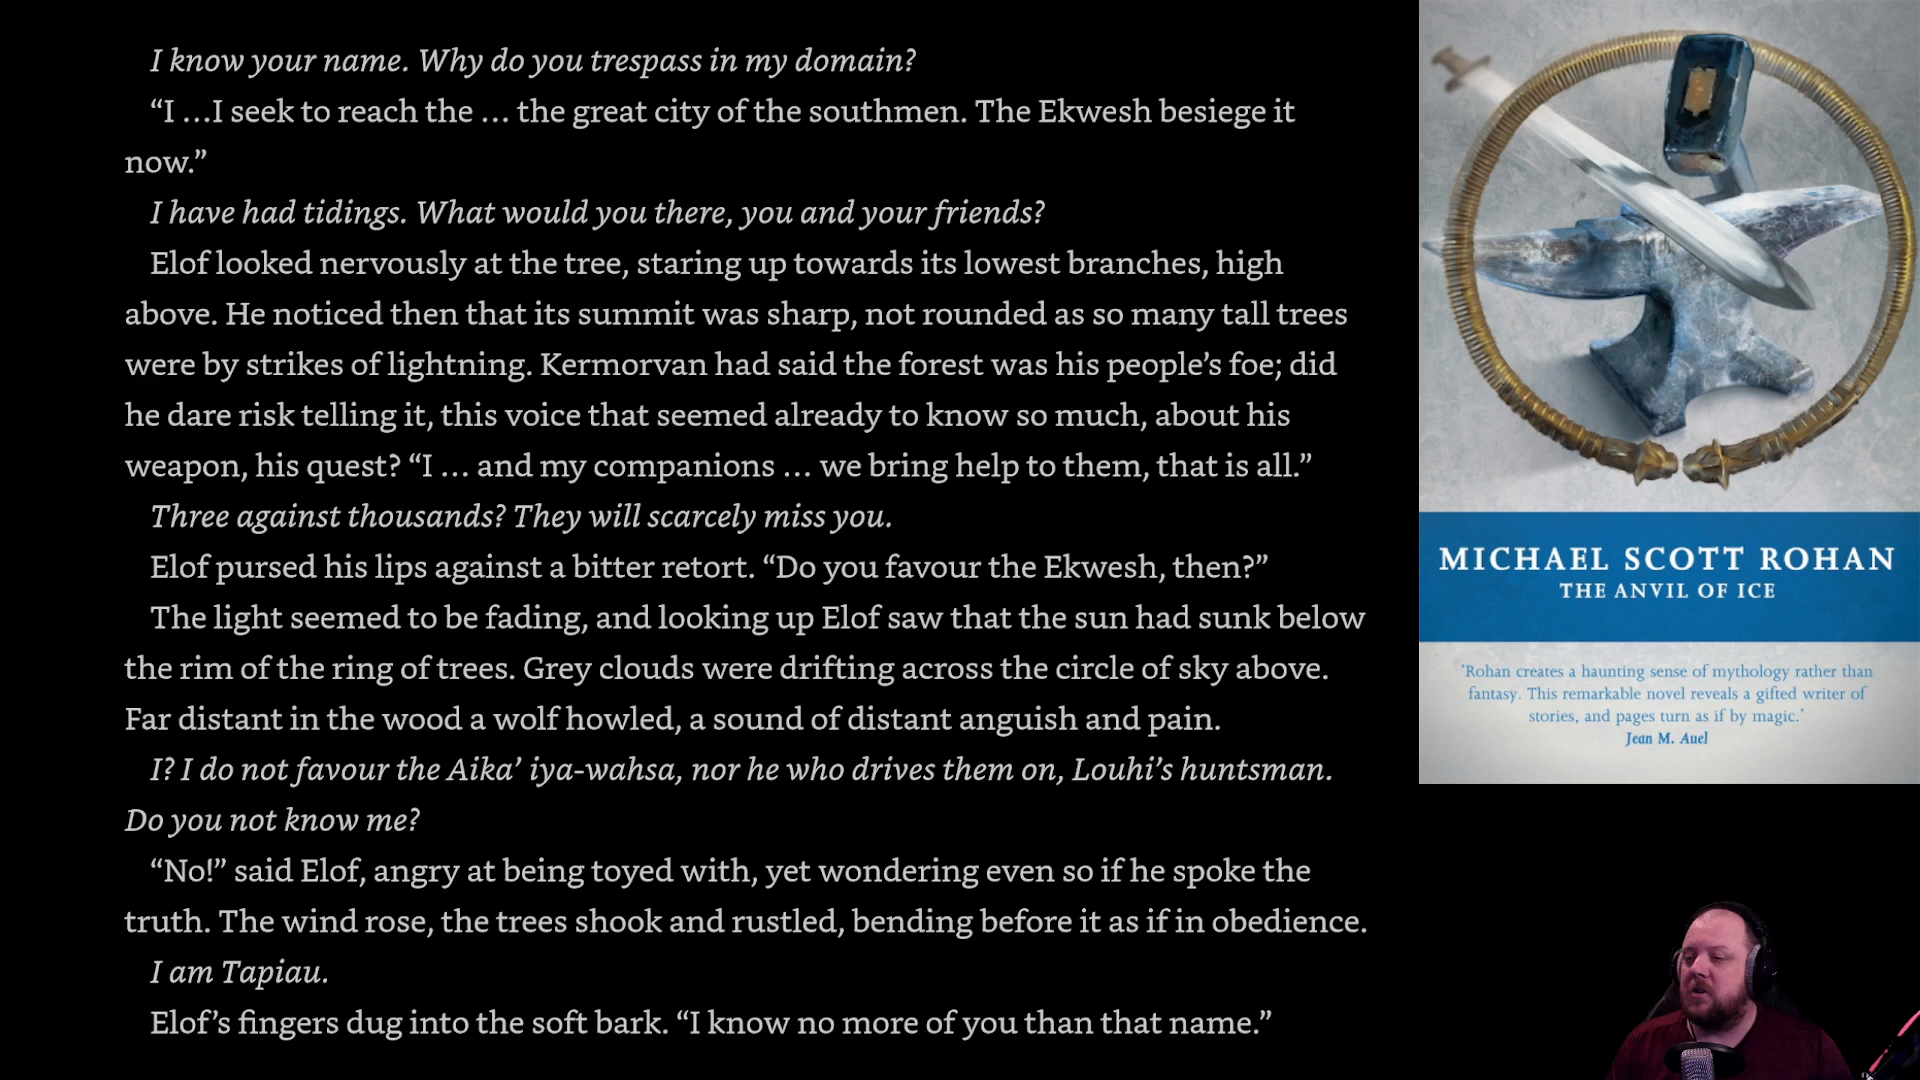 I know your name. Why do you trespass in my domain?
“I …I seek to reach the … the great city of the southmen. The Ekwesh besiege it
now.”
I have had tidings. What would you there, you and your friends?
Elof looked nervously at the tree, staring up towards its lowest branches, high
above. He noticed then that its summit was sharp, not rounded as so many tall trees
were by strikes of lightning. Kermorvan had said the forest was his people’s foe; did
he dare risk telling it, this voice that seemed already to know so much, about his
weapon, his quest? “I … and my companions … we bring help to them, that is all.”
Three against thousands? They will scarcely miss you.
Elof pursed his lips against a bitter retort. “Do you favour the Ekwesh, then?”
The light seemed to be fading, and looking up Elof saw that the sun had sunk below
the rim of the ring of trees. Grey clouds were drifting across the circle of sky above.
Far distant in the wood a wolf howled, a sound of distant anguish and pain.
I? I do not favour the Aika’ iya-wahsa, nor he who drives them on, Louhi’s huntsman.
Do you not know me?
“No!” said Elof, angry at being toyed with, yet wondering even so if he spoke the
truth. The wind rose, the trees shook and rustled, bending before it as if in obedience.
I am Tapiau.
Elof’s fingers dug into the soft bark. “I know no more of you than that name.”
MICHAEL SCOTT ROHAN
THE ANVIL OF ICE
‘Rohan creates a haunting sense of mythology rather than
fantasy. This remarkable novel reveals a gifted writer of
stories, and pages turn as if by magic.’
Jean M. Auel